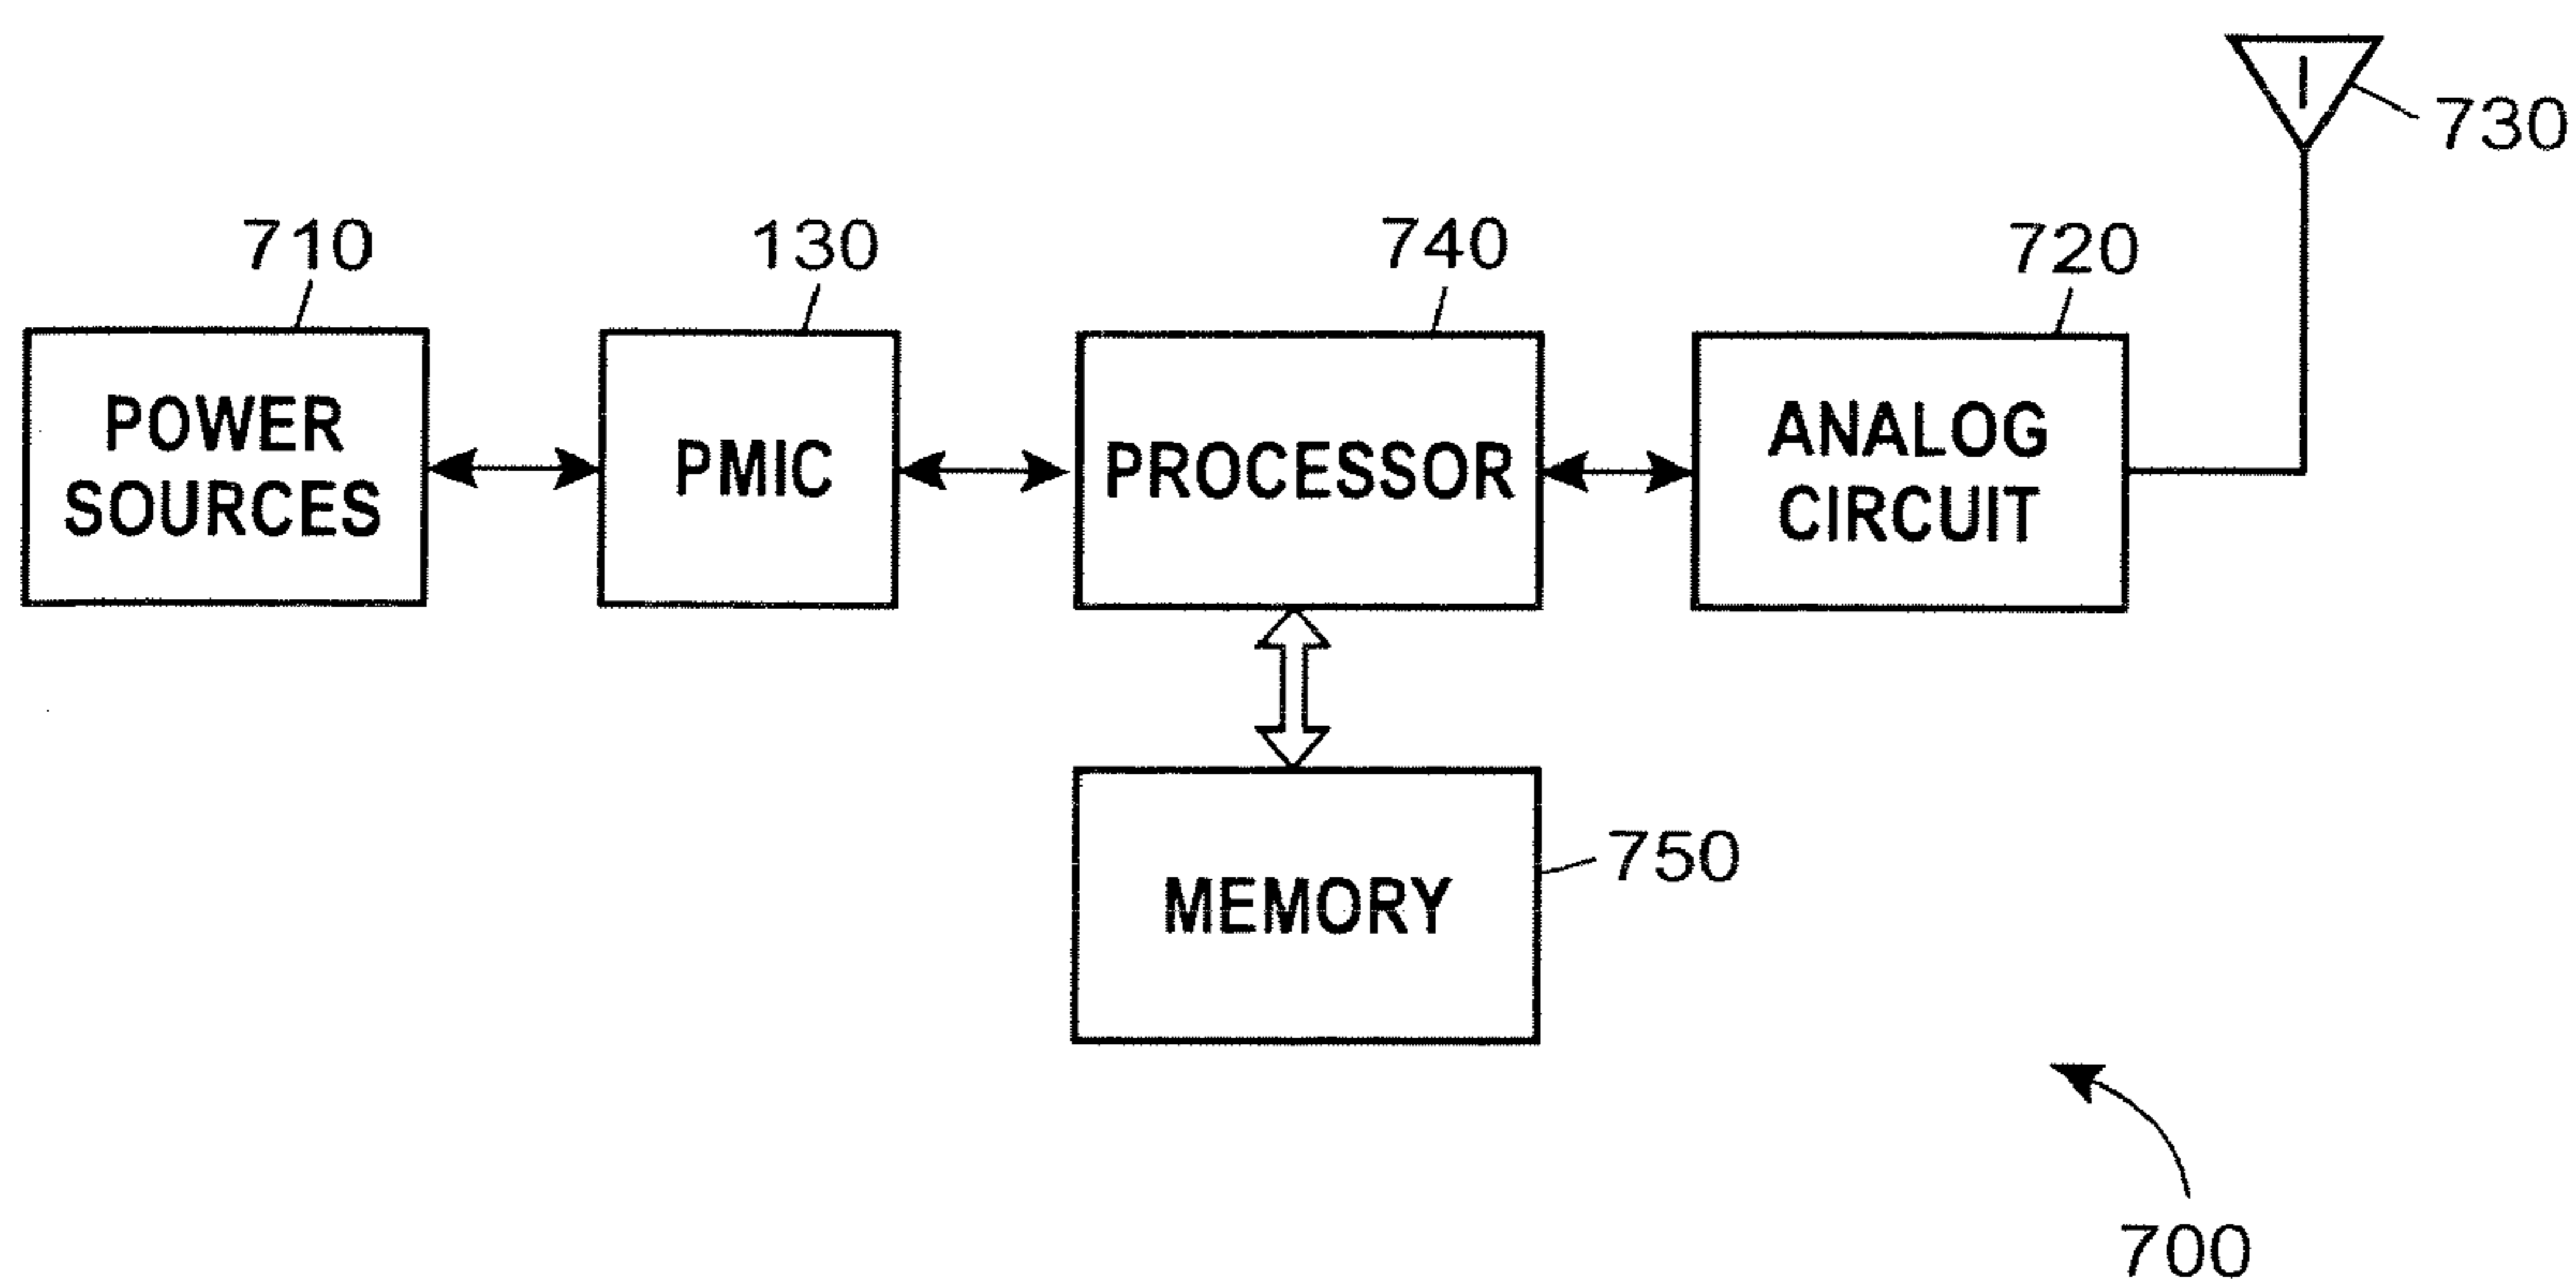 730
710
130
740
720
POWER
SOURCES
PMIC
PROCESSOR
ANALOG
CIRCUIT
750
MEMORY
700